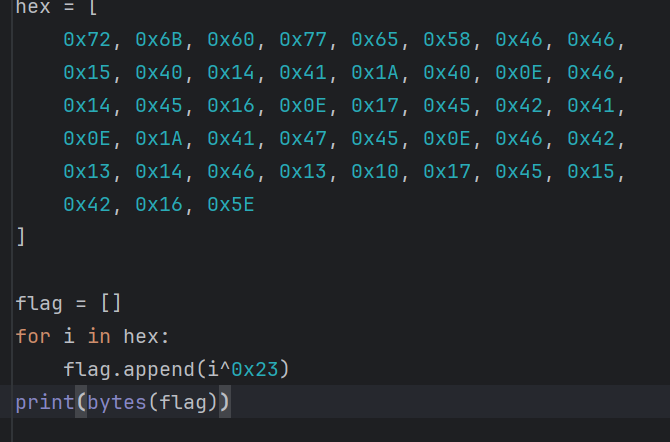 hex = [
    0x72, 0x6B, 0x60, 0x77, 0x65, 0x58, 0x46, 0x46,
    0x15, 0x40, 0x14, 0x41, 0x1A, 0x40, 0x0E, 0x46,
    0x14, 0x45, 0x16, 0x0E, 0x17, 0x45, 0x42, 0x41,
    0x0E, 0x1A, 0x41, 0x47, 0x45, 0x0E, 0x46, 0x42,
    0x13, 0x14, 0x46, 0x13, 0x10, 0x17, 0x45, 0x15,
    0x42, 0x16, 0x5E
]
flag = []
for i in hex:
    flag.append(i^0x23)
print(bytes(flag))